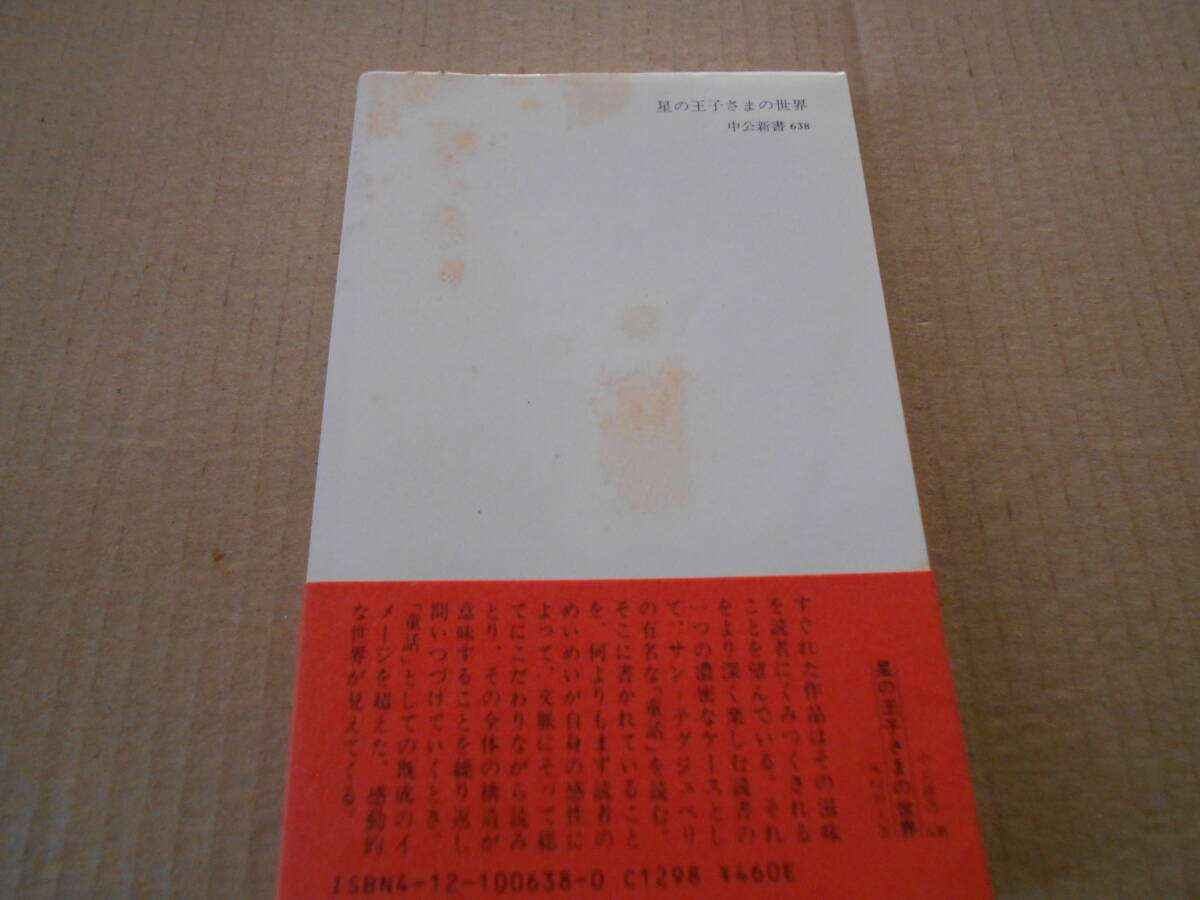 星の王子さまの世界
中公新書 638
すぐれた作品はその滋味
を読者にくみつくされる
ことを望んでいる。それ
をより深く楽しむ読書の
一つの濃密なケースとし
て、サン=テグジュペリ
の有名な「童話」を読む。
そこに書かれていること
を、何よりもまず読者の
めいめいが自身の感性に
よって、文脈にそって総
てにこだわりながら読み
とり、その全体の構造が
意味することを繰り返し
問いつづけていくとき、
「童話」としての既成のイ
メージを超えた、感動的
な世界が見えてくる。
星の王子さまの世界
ISBN4-12-100638-0 C1298 ¥460E